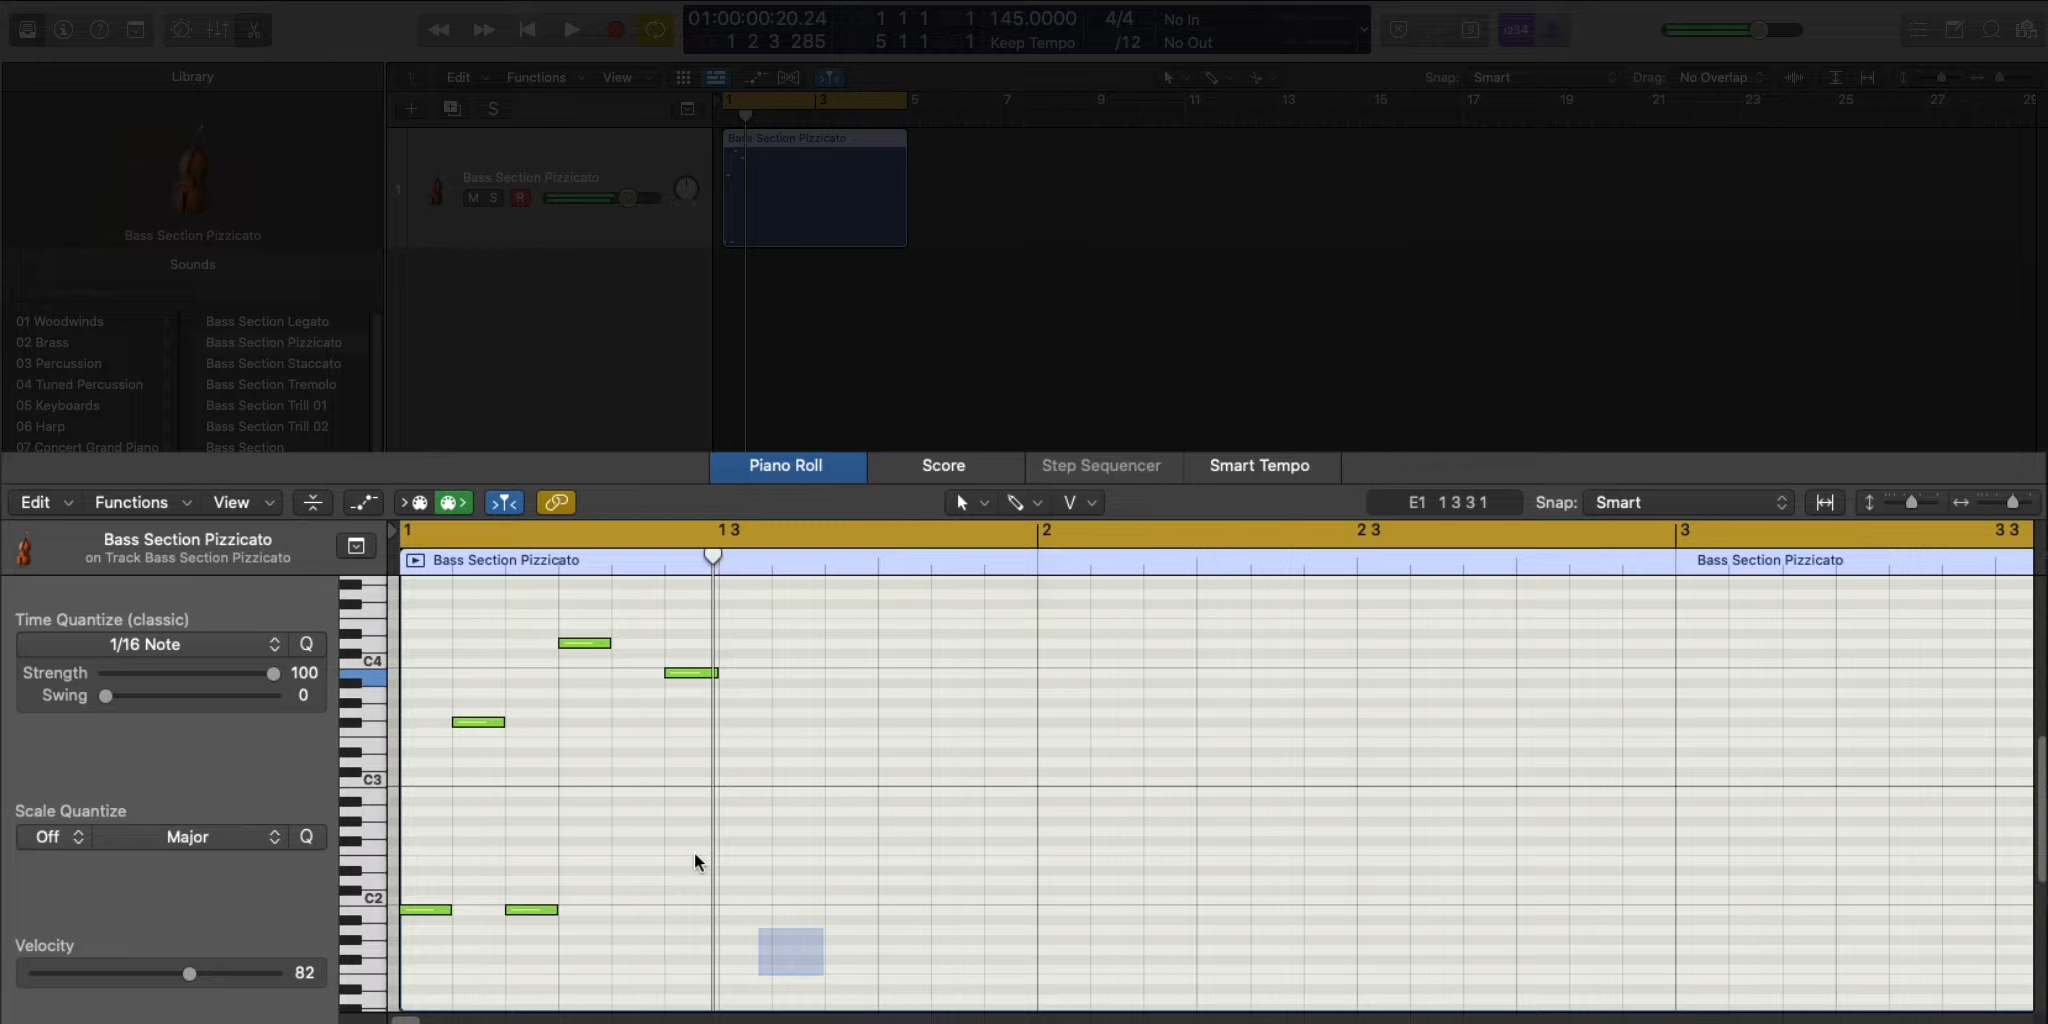 01:00:00:20.24
1 2 3 285
1 1 1 1
5 1 1 1
145.0000
Keep Tempo
4/4
/12
No In
No Out
1234
Library
Edit
Functions
View
Snap: Smart
Drag: No Overlap
S
1 3 5 7 9 11 13 15 17 19 21 23 25 27 29
Bass Section Pizzicato
1
Bass Section Pizzicato
M S R
Bass Section Pizzicato
Sounds
01 Woodwinds
02 Brass
03 Percussion
04 Tuned Percussion
05 Keyboards
06 Harp
07 Concert Grand Piano
Bass Section Legato
Bass Section Pizzicato
Bass Section Staccato
Bass Section Tremolo
Bass Section Trill 01
Bass Section Trill 02
Bass Section
Piano Roll
Score
Step Sequencer
Smart Tempo
Edit
Functions
View
V
E1 1 3 3 1
Snap: Smart
Bass Section Pizzicato
on Track Bass Section Pizzicato
1 1 3 2 2 3 3 3 3
Bass Section Pizzicato
Bass Section Pizzicato
Time Quantize (classic)
1/16 Note
Q
Strength 100
Swing 0
Scale Quantize
Off
Major
Q
Velocity
82
C4
C3
C2